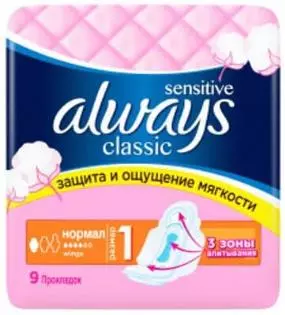 sensitive
always
classic
защита и ощущение мягкости
нормал
wings
размер
1
3 зоны
впитывания
9 Прокладок